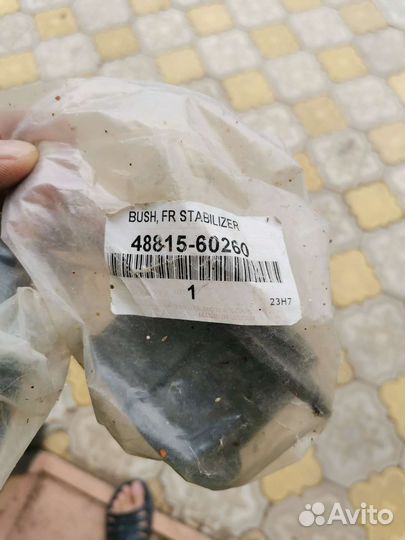 BUSH, FR STABILIZER
48815-60260
1
23H7
Avito